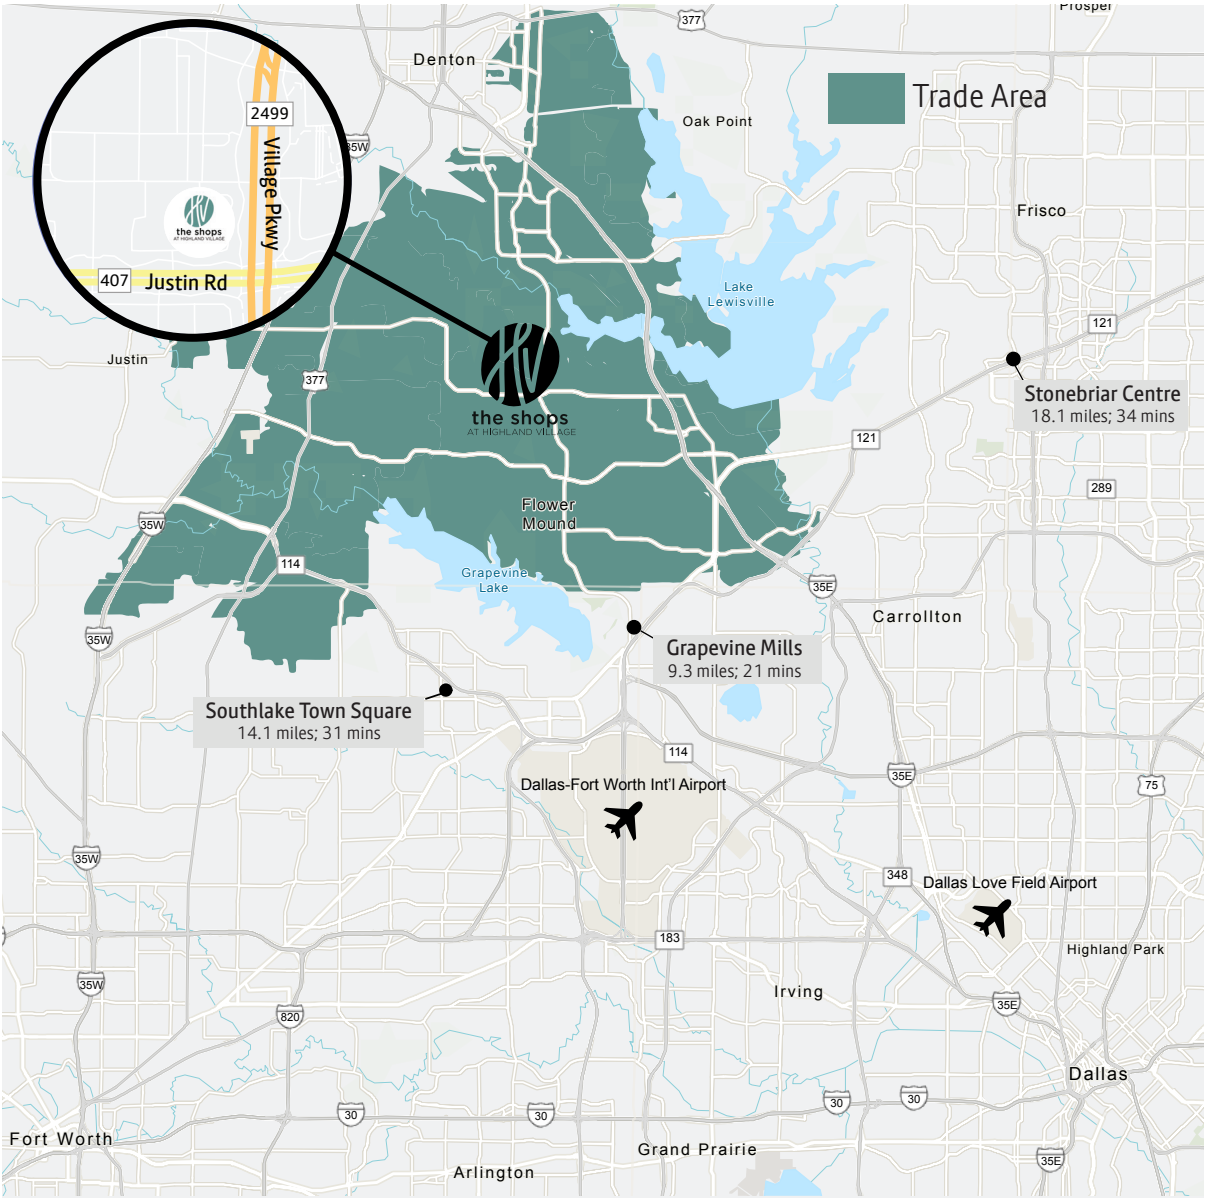 Prosper
377
Denton
Trade Area
2499
Oak Point
35W
Village Pkwy
HV
the shops
AT HIGHLAND VILLAGE
Frisco
407
Justin Rd
Lake
Lewisville
121
Justin
377
HV
the shops
AT HIGHLAND VILLAGE
Stonebriar Centre
18.1 miles; 34 mins
121
289
Flower
Mound
35W
114
Grapevine
Lake
35E
Carrollton
35W
Grapevine Mills
9.3 miles; 21 mins
Southlake Town Square
14.1 miles; 31 mins
114
35E
75
Dallas-Fort Worth Int'l Airport
35W
348
Dallas Love Field Airport
183
Highland Park
35W
Irving
35E
820
Dallas
30
30
30
30
Fort Worth
Grand Prairie
35E
Arlington